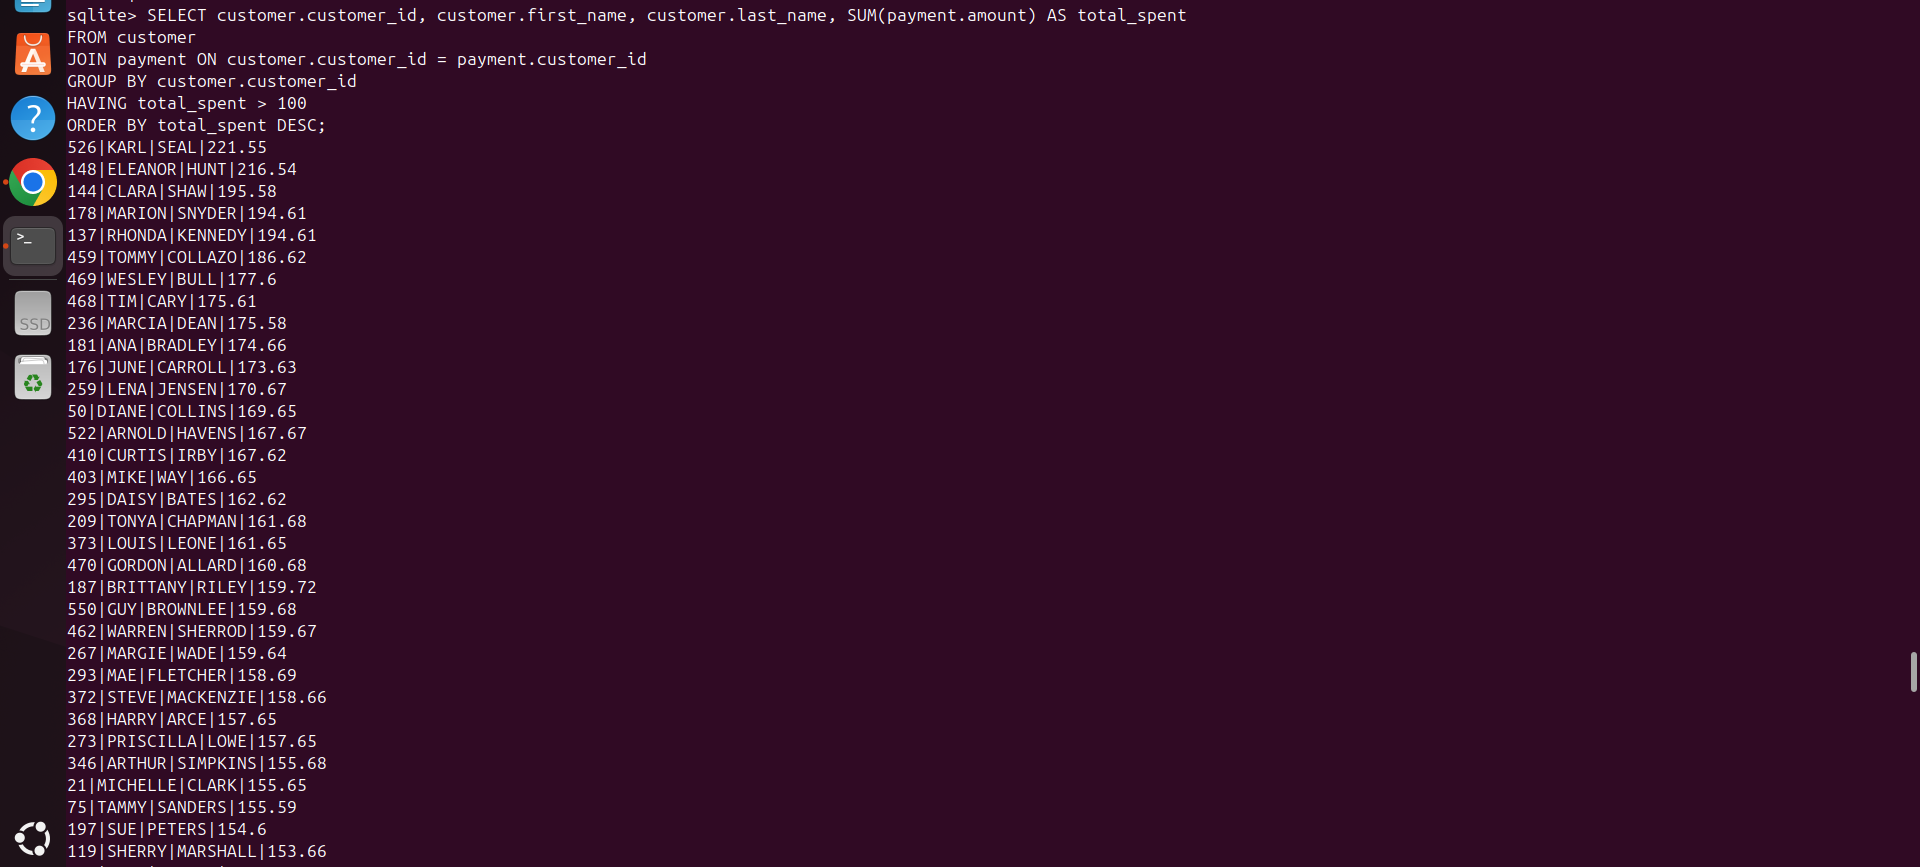 sqlite> SELECT customer.customer_id, customer.first_name, customer.last_name, SUM(payment.amount) AS total_spent
FROM customer
JOIN payment ON customer.customer_id = payment.customer_id
GROUP BY customer.customer_id
HAVING total_spent > 100
ORDER BY total_spent DESC;
526|KARL|SEAL|221.55
148|ELEANOR|HUNT|216.54
144|CLARA|SHAW|195.58
178|MARION|SNYDER|194.61
137|RHONDA|KENNEDY|194.61
459|TOMMY|COLLAZO|186.62
469|WESLEY|BULL|177.6
468|TIM|CARY|175.61
236|MARCIA|DEAN|175.58
181|ANA|BRADLEY|174.66
176|JUNE|CARROLL|173.63
259|LENA|JENSEN|170.67
50|DIANE|COLLINS|169.65
522|ARNOLD|HAVENS|167.67
410|CURTIS|IRBY|167.62
403|MIKE|WAY|166.65
295|DAISY|BATES|162.62
209|TONYA|CHAPMAN|161.68
373|LOUIS|LEONE|161.65
470|GORDON|ALLARD|160.68
187|BRITTANY|RILEY|159.72
550|GUY|BROWNLEE|159.68
462|WARREN|SHERROD|159.67
267|MARGIE|WADE|159.64
293|MAE|FLETCHER|158.69
372|STEVE|MACKENZIE|158.66
368|HARRY|ARCE|157.65
273|PRISCILLA|LOWE|157.65
346|ARTHUR|SIMPKINS|155.68
21|MICHELLE|CLARK|155.65
75|TAMMY|SANDERS|155.59
197|SUE|PETERS|154.6
119|SHERRY|MARSHALL|153.66
A
?
>_
SSD